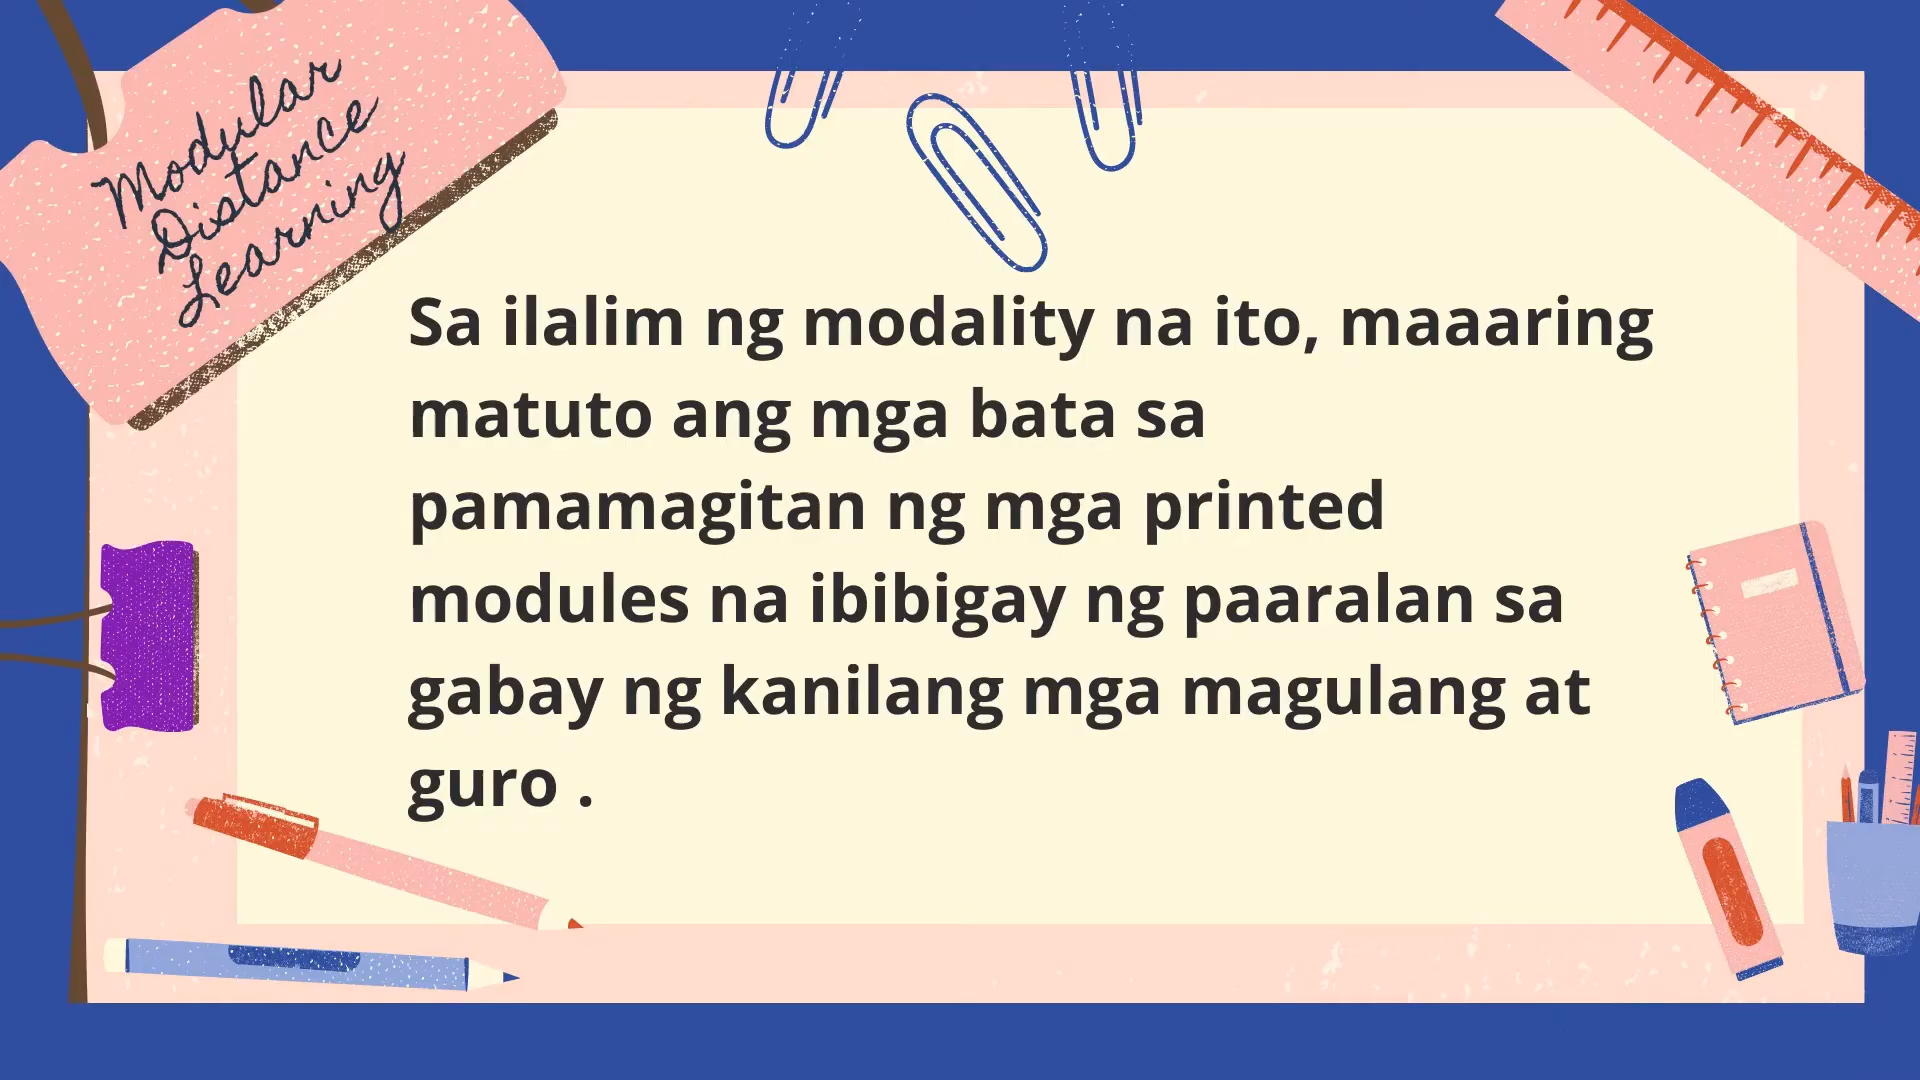 Modular
Distance
Learning
Sa ilalim ng modality na ito, maaaring
matuto ang mga bata sa
pamamagitan ng mga printed
modules na ibibigay ng paaralan sa
gabay ng kanilang mga magulang at
guro .